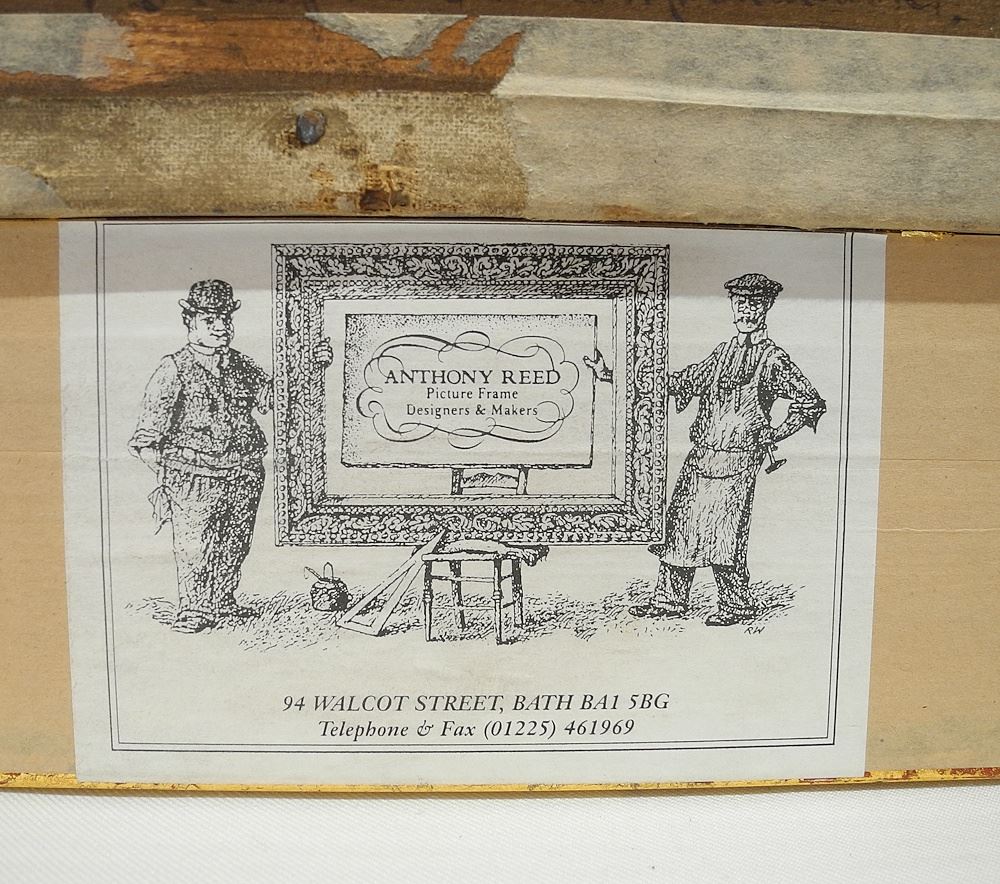 ANTHONY REED
Picture Frame
Designers & Makers
RW
94 WALCOT STREET, BATH BA1 5BG
Telephone & Fax (01225) 461969